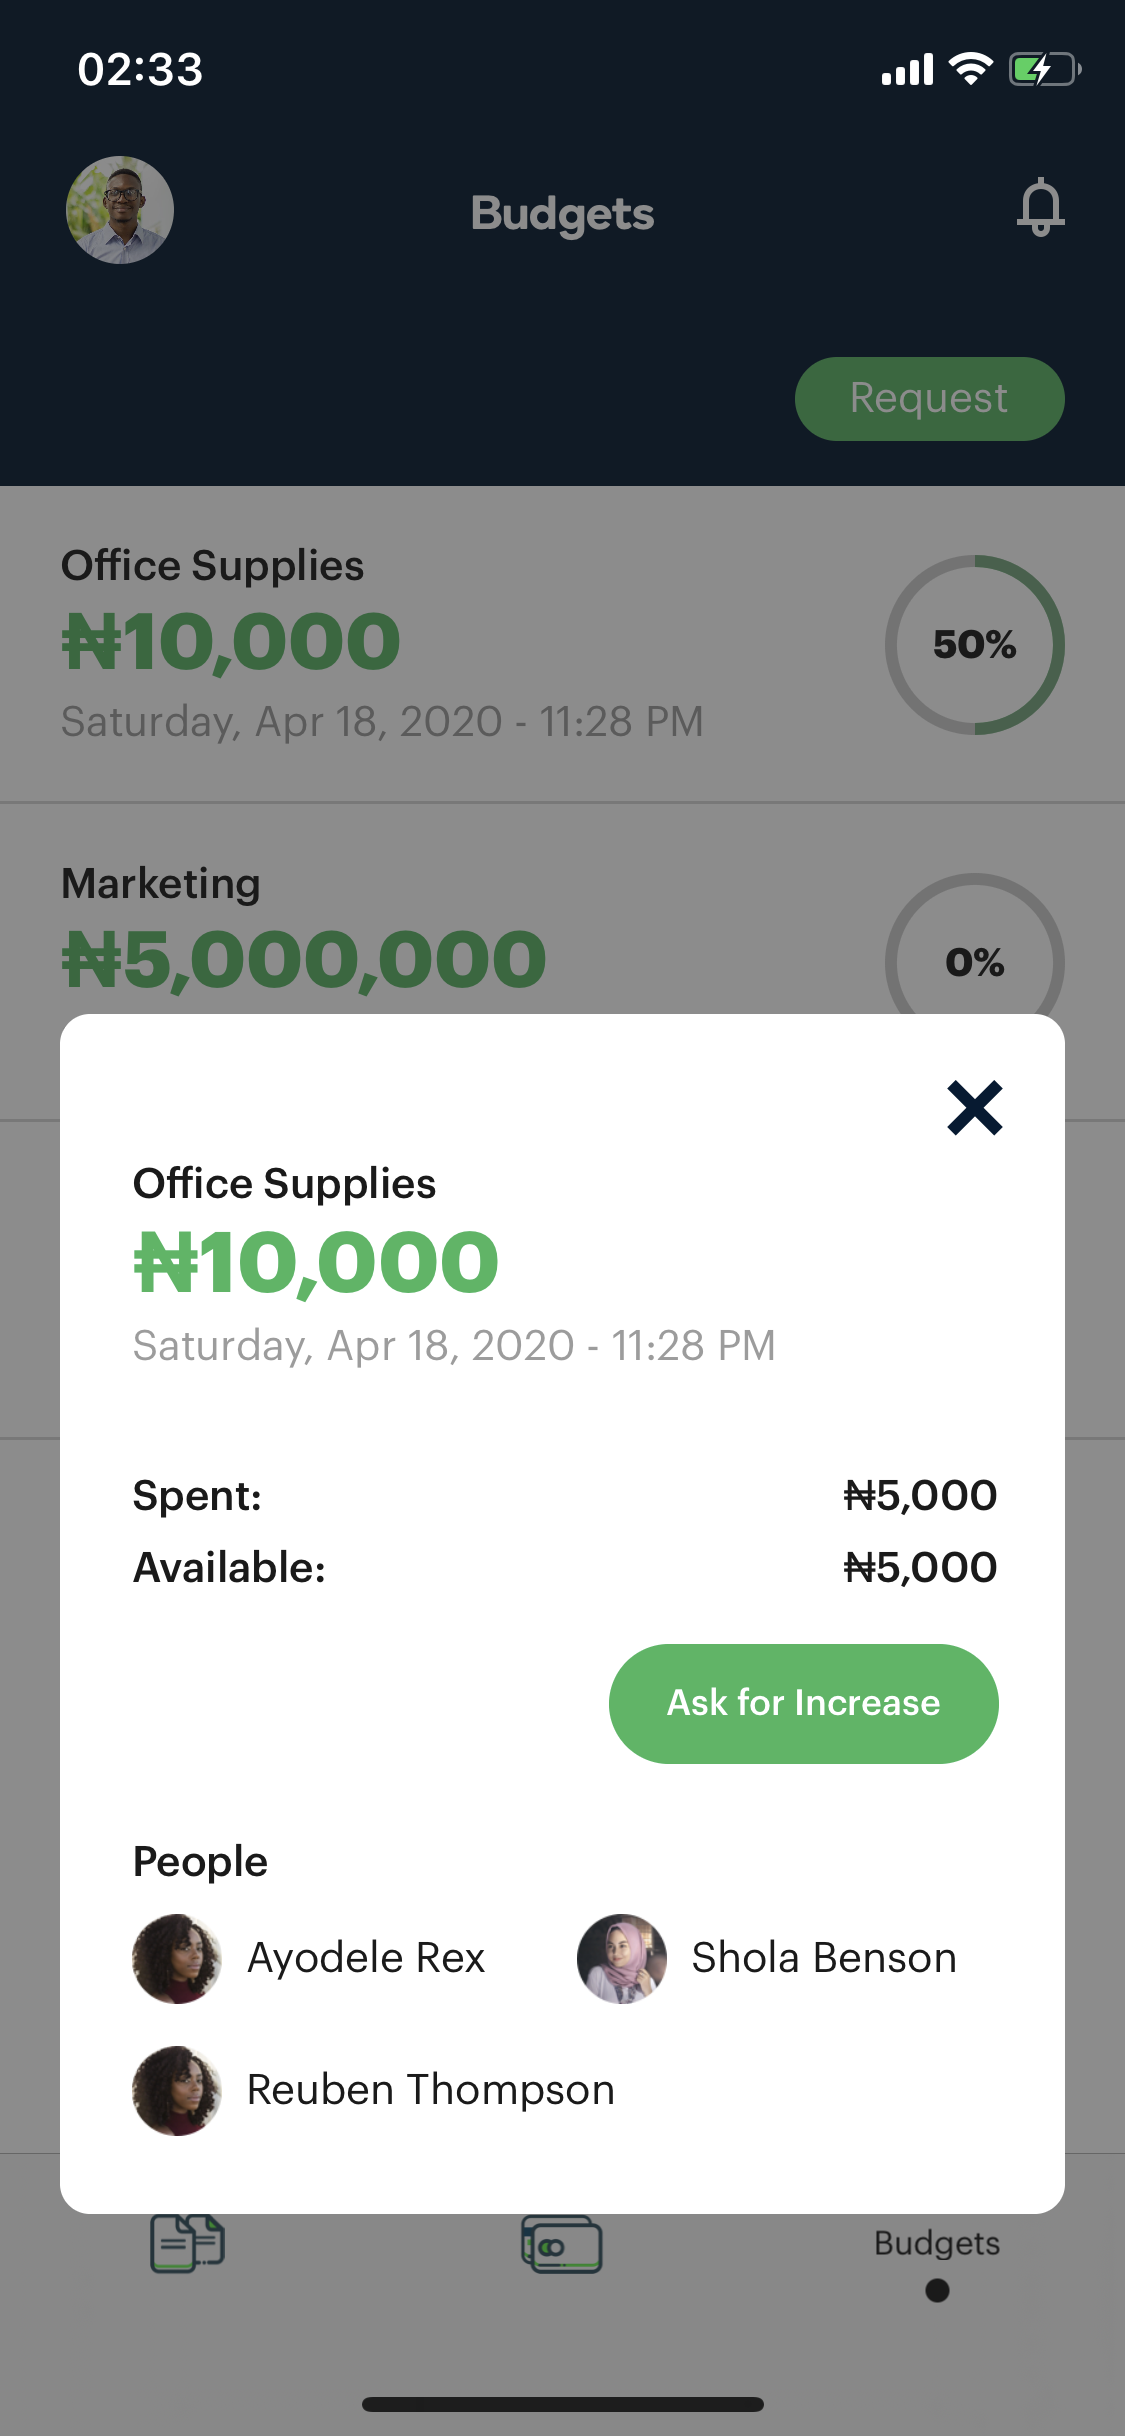 02:33
Budgets
Request
Office Supplies
₦10,000
Saturday, Apr 18, 2020 - 11:28 PM
50%
Marketing
₦5,000,000
0%
Office Supplies
₦10,000
Saturday, Apr 18, 2020 - 11:28 PM
Spent: ₦5,000
Available: ₦5,000
Ask for Increase
People
Ayodele Rex
Shola Benson
Reuben Thompson
Budgets